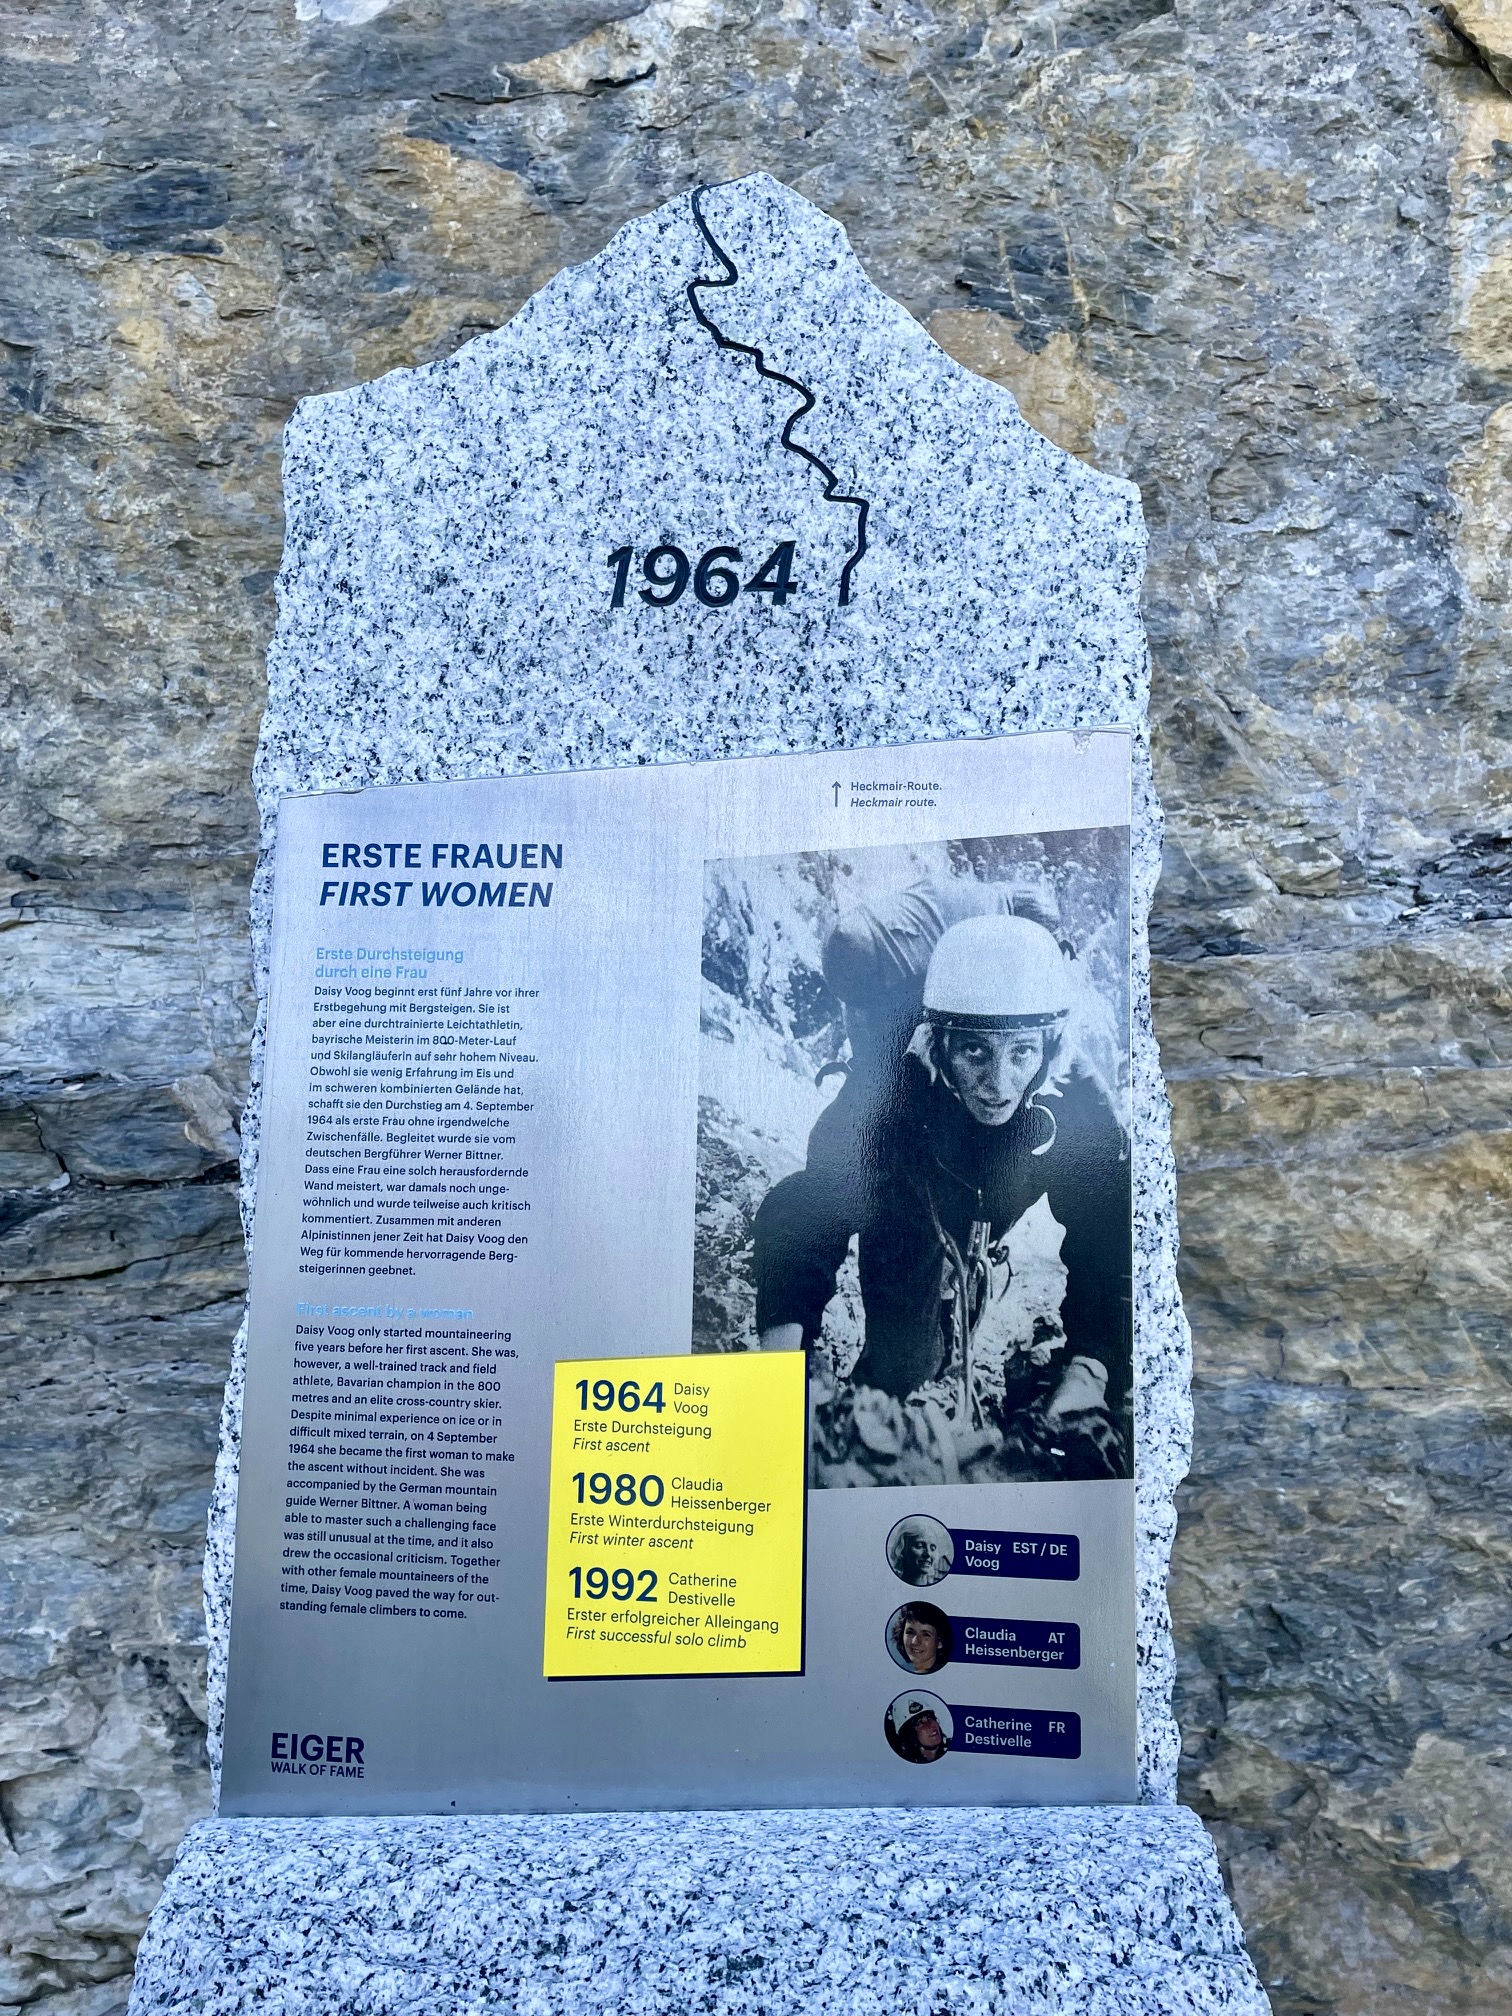 1964
↑ Heckmair-Route.
Heckmair route.
ERSTE FRAUEN
FIRST WOMEN
Erste Durchsteigung
durch eine Frau
Daisy Voog beginnt erst fünf Jahre vor ihrer
Erstbegehung mit Bergsteigen. Sie ist
aber eine durchtrainierte Leichtathletin,
bayrische Meisterin im 800-Meter-Lauf
und Skilangläuferin auf sehr hohem Niveau.
Obwohl sie wenig Erfahrung im Eis und
im schweren kombinierten Gelände hat,
schafft sie den Durchstieg am 4. September
1964 als erste Frau ohne irgendwelche
Zwischenfälle. Begleitet wurde sie vom
deutschen Bergführer Werner Bittner.
Dass eine Frau eine solch herausfordernde
Wand meistert, war damals noch unge-
wöhnlich und wurde teilweise auch kritisch
kommentiert. Zusammen mit anderen
Alpinistinnen jener Zeit hat Daisy Voog den
Weg für kommende hervorragende Berg-
steigerinnen geebnet.
First ascent by a woman
Daisy Voog only started mountaineering
five years before her first ascent. She was,
however, a well-trained track and field
athlete, Bavarian champion in the 800
metres and an elite cross-country skier.
Despite minimal experience on ice or in
difficult mixed terrain, on 4 September
1964 she became the first woman to make
the ascent without incident. She was
accompanied by the German mountain
guide Werner Bittner. A woman being
able to master such a challenging face
was still unusual at the time, and it also
drew the occasional criticism. Together
with other female mountaineers of the
time, Daisy Voog paved the way for out-
standing female climbers to come.
1964 Daisy
Voog
Erste Durchsteigung
First ascent
1980 Claudia
Heissenberger
Erste Winterdurchsteigung
First winter ascent
1992 Catherine
Destivelle
Erster erfolgreicher Alleingang
First successful solo climb
Daisy EST / DE
Voog
Claudia AT
Heissenberger
Catherine FR
Destivelle
EIGER
WALK OF FAME